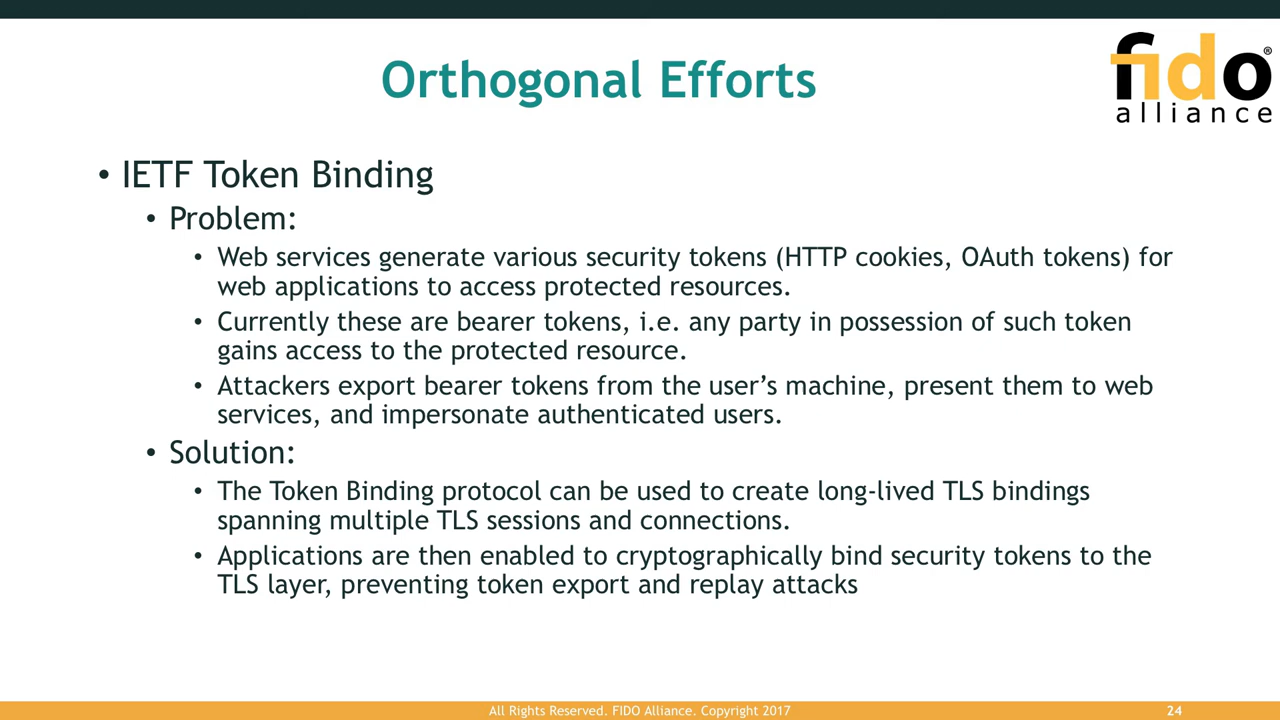 Orthogonal Efforts
fido®
alliance
• IETF Token Binding
• Problem:
• Web services generate various security tokens (HTTP cookies, OAuth tokens) for
web applications to access protected resources.
• Currently these are bearer tokens, i.e. any party in possession of such token
gains access to the protected resource.
• Attackers export bearer tokens from the user’s machine, present them to web
services, and impersonate authenticated users.
• Solution:
• The Token Binding protocol can be used to create long-lived TLS bindings
spanning multiple TLS sessions and connections.
• Applications are then enabled to cryptographically bind security tokens to the
TLS layer, preventing token export and replay attacks
All Rights Reserved. FIDO Alliance. Copyright 2017
24